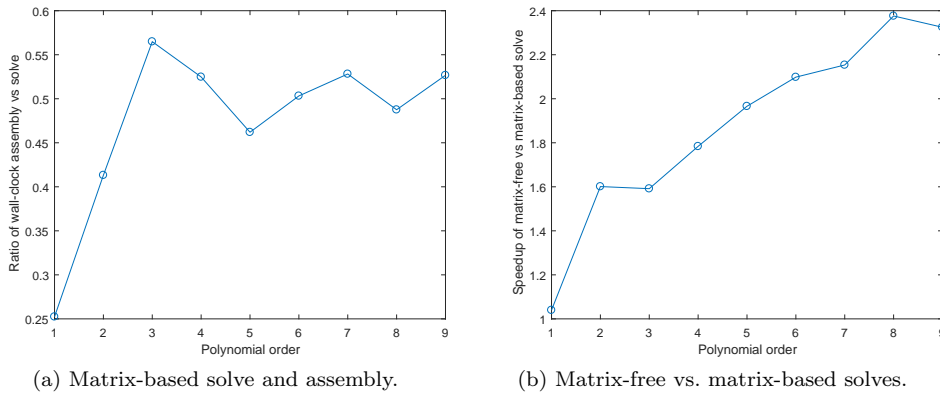 0.6
0.55
0.5
0.45
0.4
0.35
0.3
0.25
Ratio of wall-clock assembly vs solve
1 2 3 4 5 6 7 8 9
Polynomial order
(a) Matrix-based solve and assembly.
2.4
2.2
2
1.8
1.6
1.4
1.2
1
Speedup of matrix-free vs matrix-based solve
1 2 3 4 5 6 7 8 9
Polynomial order
(b) Matrix-free vs. matrix-based solves.